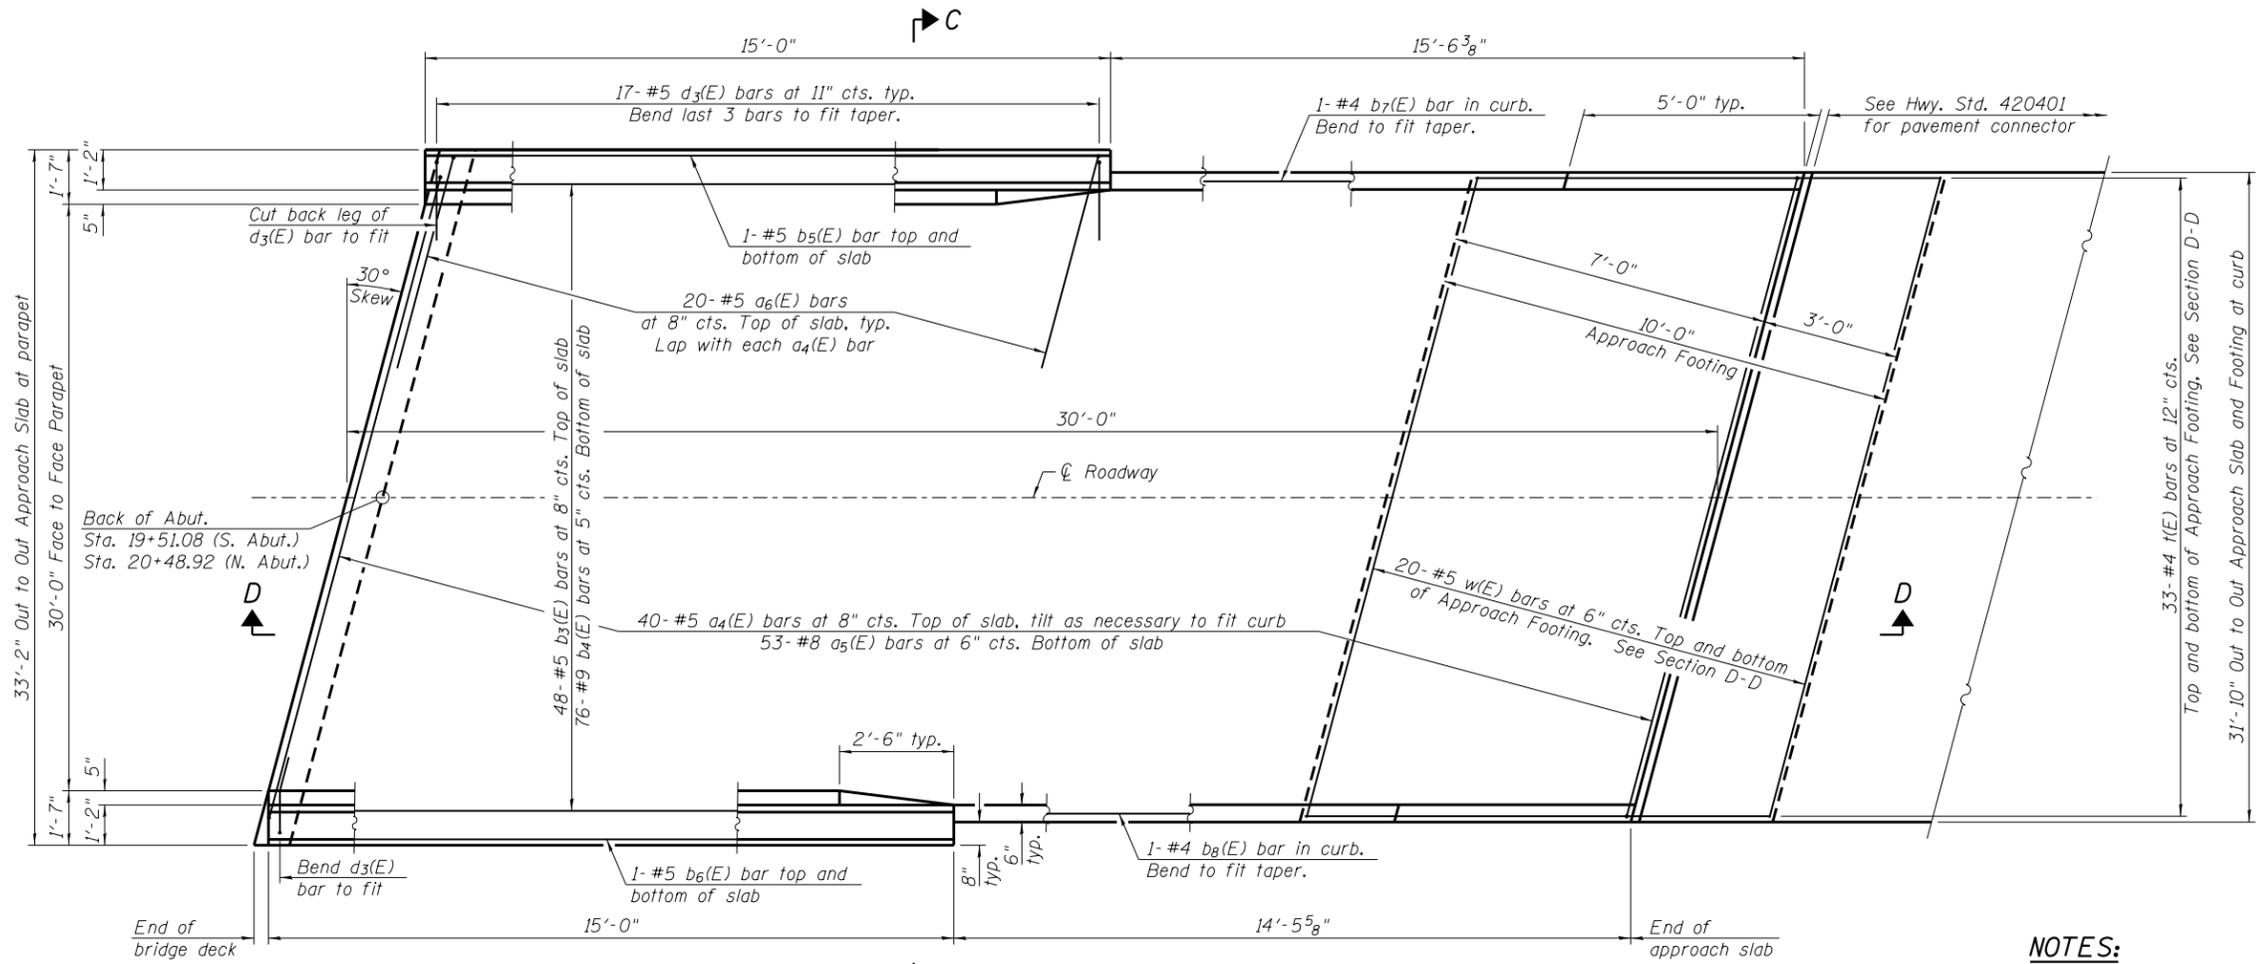 C
15'-0"
15'-6 3/8"
17- #5 d3(E) bars at 11" cts. typ.
Bend last 3 bars to fit taper.
1- #4 b7(E) bar in curb.
Bend to fit taper.
5'-0" typ.
See Hwy. Std. 420401
for pavement connector
1'-7"
1'-2"
5"
Cut back leg of
d3(E) bar to fit
1- #5 b5(E) bar top and
bottom of slab
30°
Skew
20- #5 a6(E) bars
at 8" cts. Top of slab, typ.
Lap with each a4(E) bar
7'-0"
3'-0"
10'-0"
Approach Footing
33'-2" Out to Out Approach Slab at parapet
30'-0" Face to Face Parapet
48- #5 b3(E) bars at 8" cts. Top of slab
76- #9 b4(E) bars at 5" cts. Bottom of slab
30'-0"
℄ Roadway
33- #4 t(E) bars at 12" cts.
Top and bottom of Approach Footing, See Section D-D
31'-10" Out to Out Approach Slab and Footing at curb
Back of Abut.
Sta. 19+51.08 (S. Abut.)
Sta. 20+48.92 (N. Abut.)
D
D
20- #5 w(E) bars at 6" cts. Top and bottom
of Approach Footing. See Section D-D
40- #5 a4(E) bars at 8" cts. Top of slab, tilt as necessary to fit curb
53- #8 a5(E) bars at 6" cts. Bottom of slab
2'-6" typ.
5"
1'-7"
1'-2"
Bend d3(E)
bar to fit
1- #5 b6(E) bar top and
bottom of slab
8"
typ.
6"
typ.
1- #4 b8(E) bar in curb.
Bend to fit taper.
End of
bridge deck
15'-0"
14'-5 5/8"
End of
approach slab
NOTES: